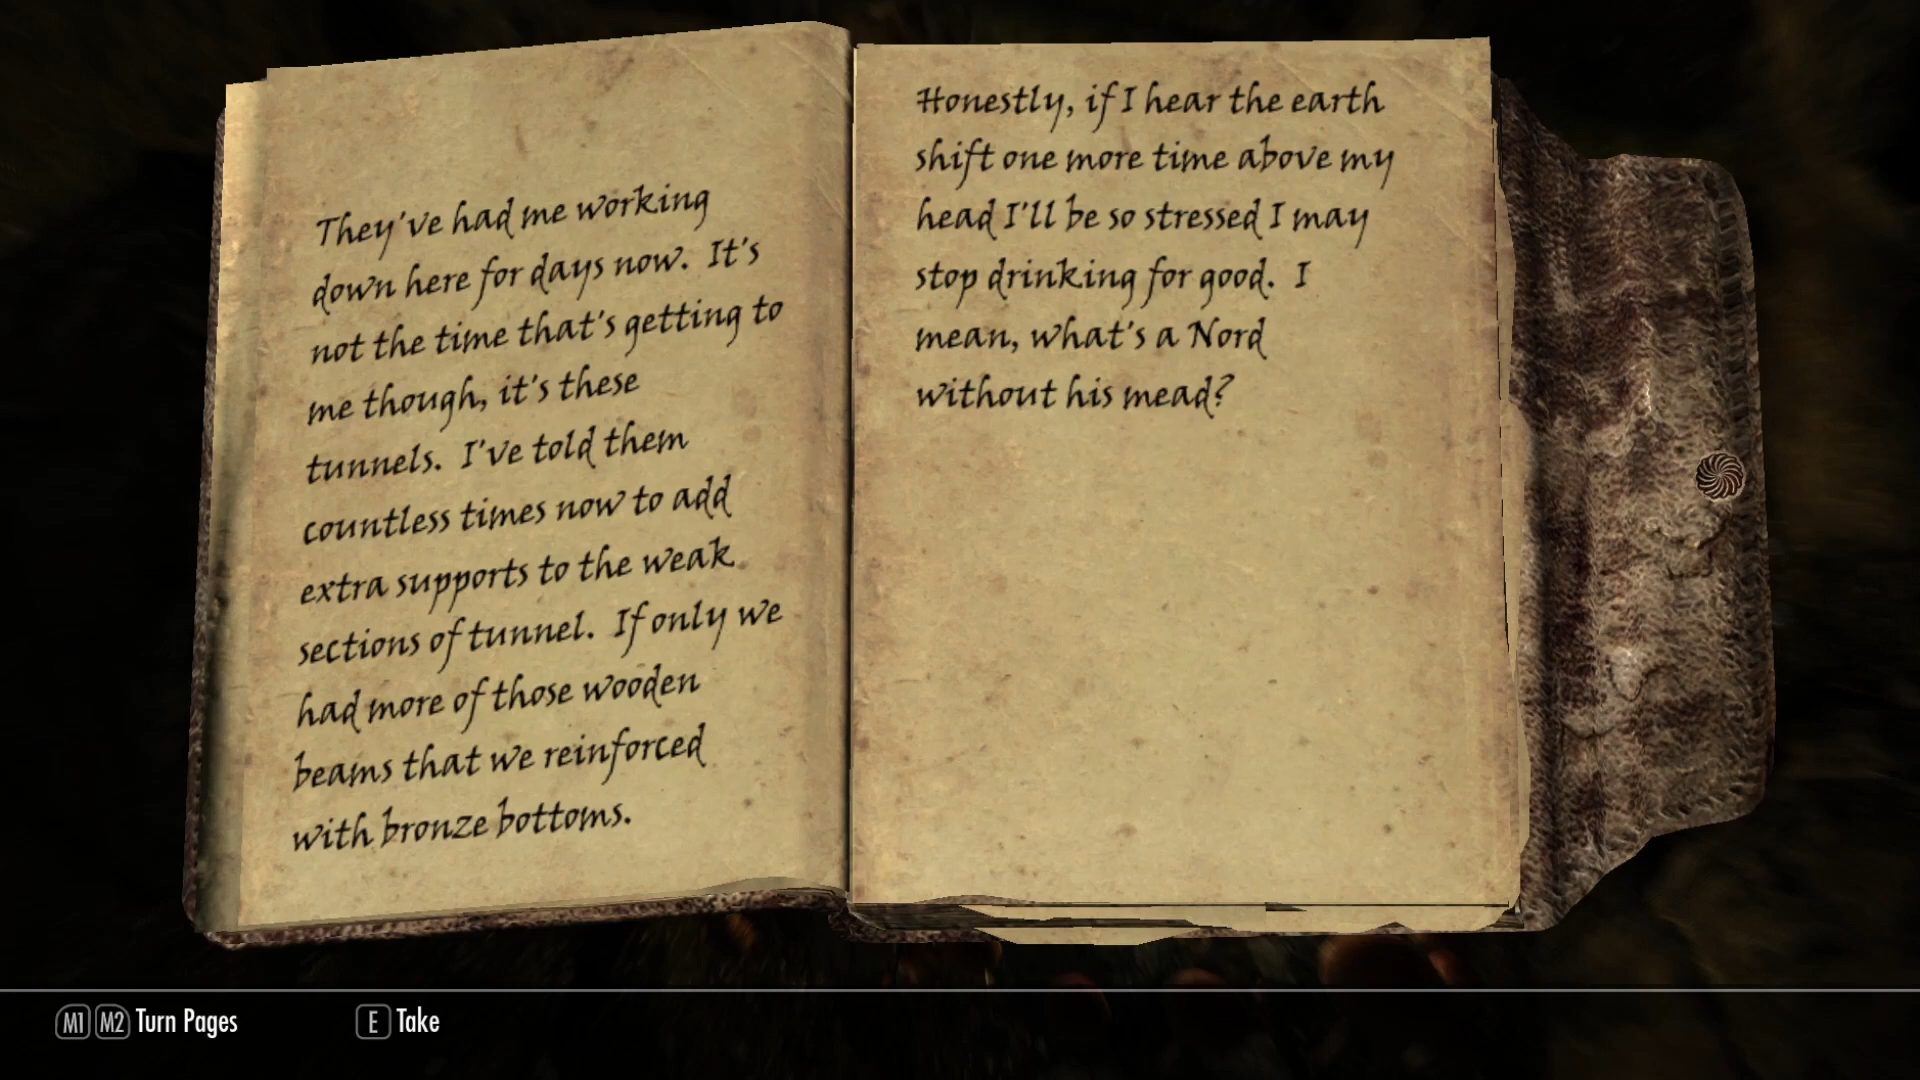 They've had me working
down here for days now.  It's
not the time that's getting to
me though, it's these
tunnels.  I've told them
countless times now to add
extra supports to the weak
sections of tunnel.  If only we
had more of those wooden
beams that we reinforced
with bronze bottoms.
Honestly, if I hear the earth
shift one more time above my
head I'll be so stressed I may
stop drinking for good.  I
mean, what's a Nord
without his mead?
M1 M2 Turn Pages
E Take